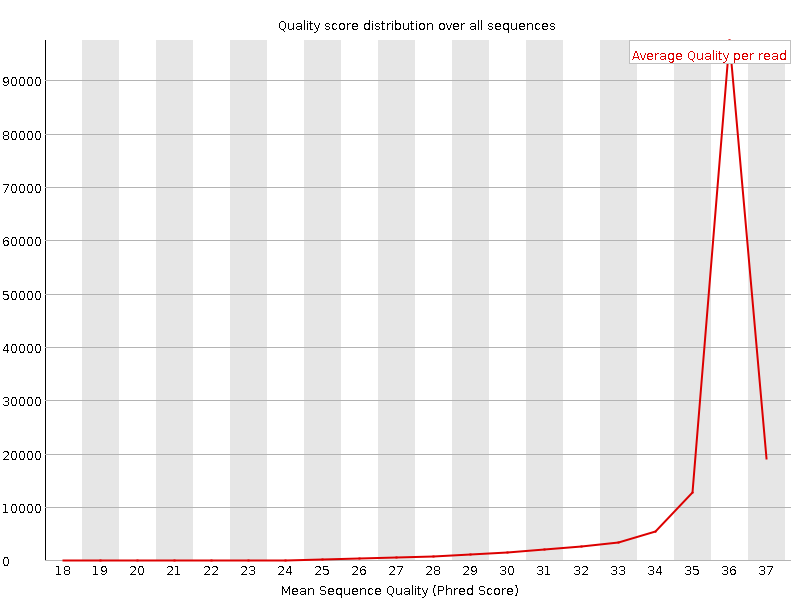 Quality score distribution over all sequences
Average Quality per read
90000
80000
70000
60000
50000
40000
30000
20000
10000
0
18 19 20 21 22 23 24 25 26 27 28 29 30 31 32 33 34 35 36 37
Mean Sequence Quality (Phred Score)